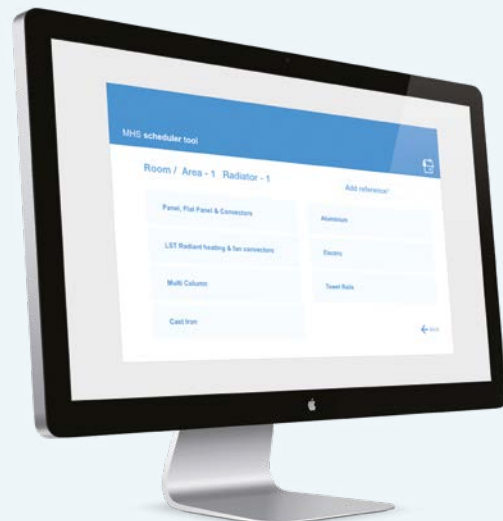 MHS scheduler tool
Room / Area - 1 Radiator - 1
Add reference*
Panel, Flat Panel & Convectors
Aluminium
LST Radiant heating & fan convectors
Electric
Multi Column
Towel Rails
Cast Iron